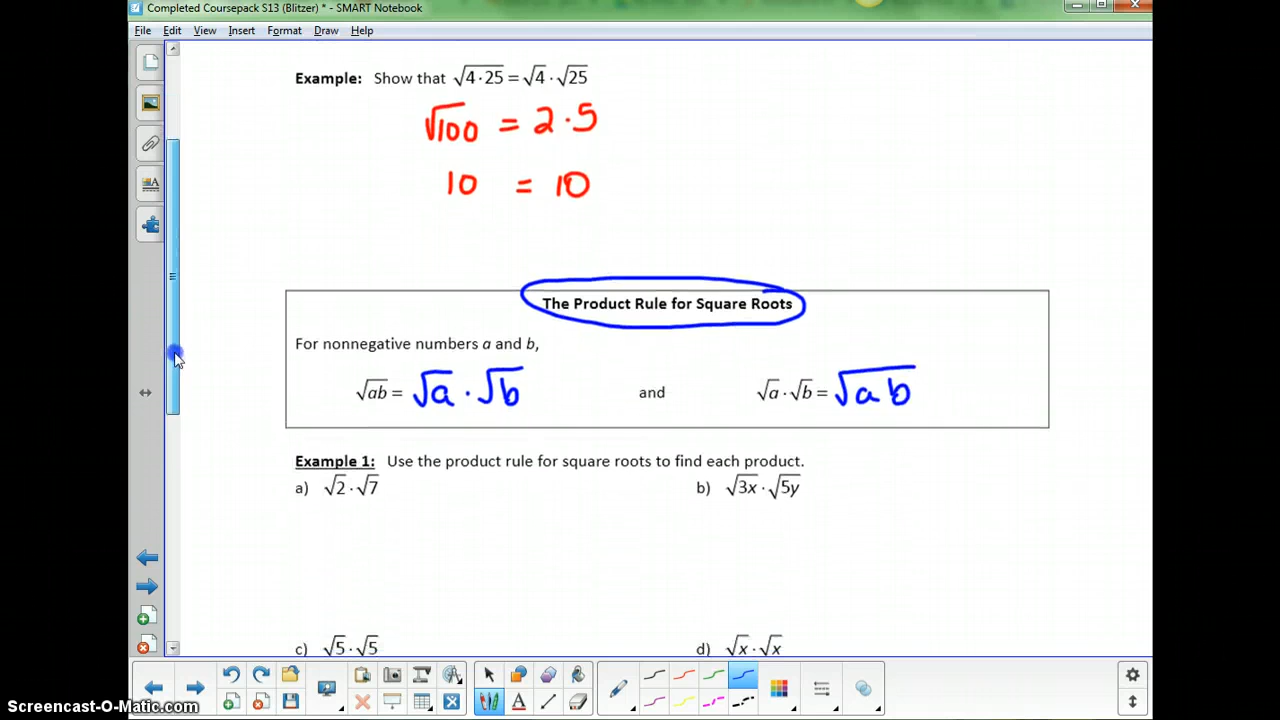 Completed Coursepack S13 (Blitzer) * - SMART Notebook
File Edit View Insert Format Draw Help
Example: Show that √4·25 = √4 · √25
√100 = 2·5
10 = 10
The Product Rule for Square Roots
For nonnegative numbers a and b,
√ab = √a · √b and √a · √b = √ab
Example 1: Use the product rule for square roots to find each product.
a) √2 · √7 b) √3x · √5y
c) √5 · √5 d) √x · √x
Screencast-O-Matic.com